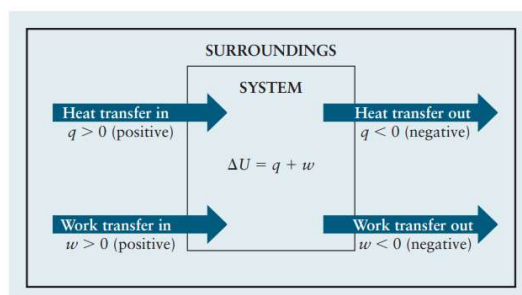 SURROUNDINGS
SYSTEM
Heat transfer in
q > 0 (positive)
Heat transfer out
q < 0 (negative)
ΔU = q + w
Work transfer in
w > 0 (positive)
Work transfer out
w < 0 (negative)